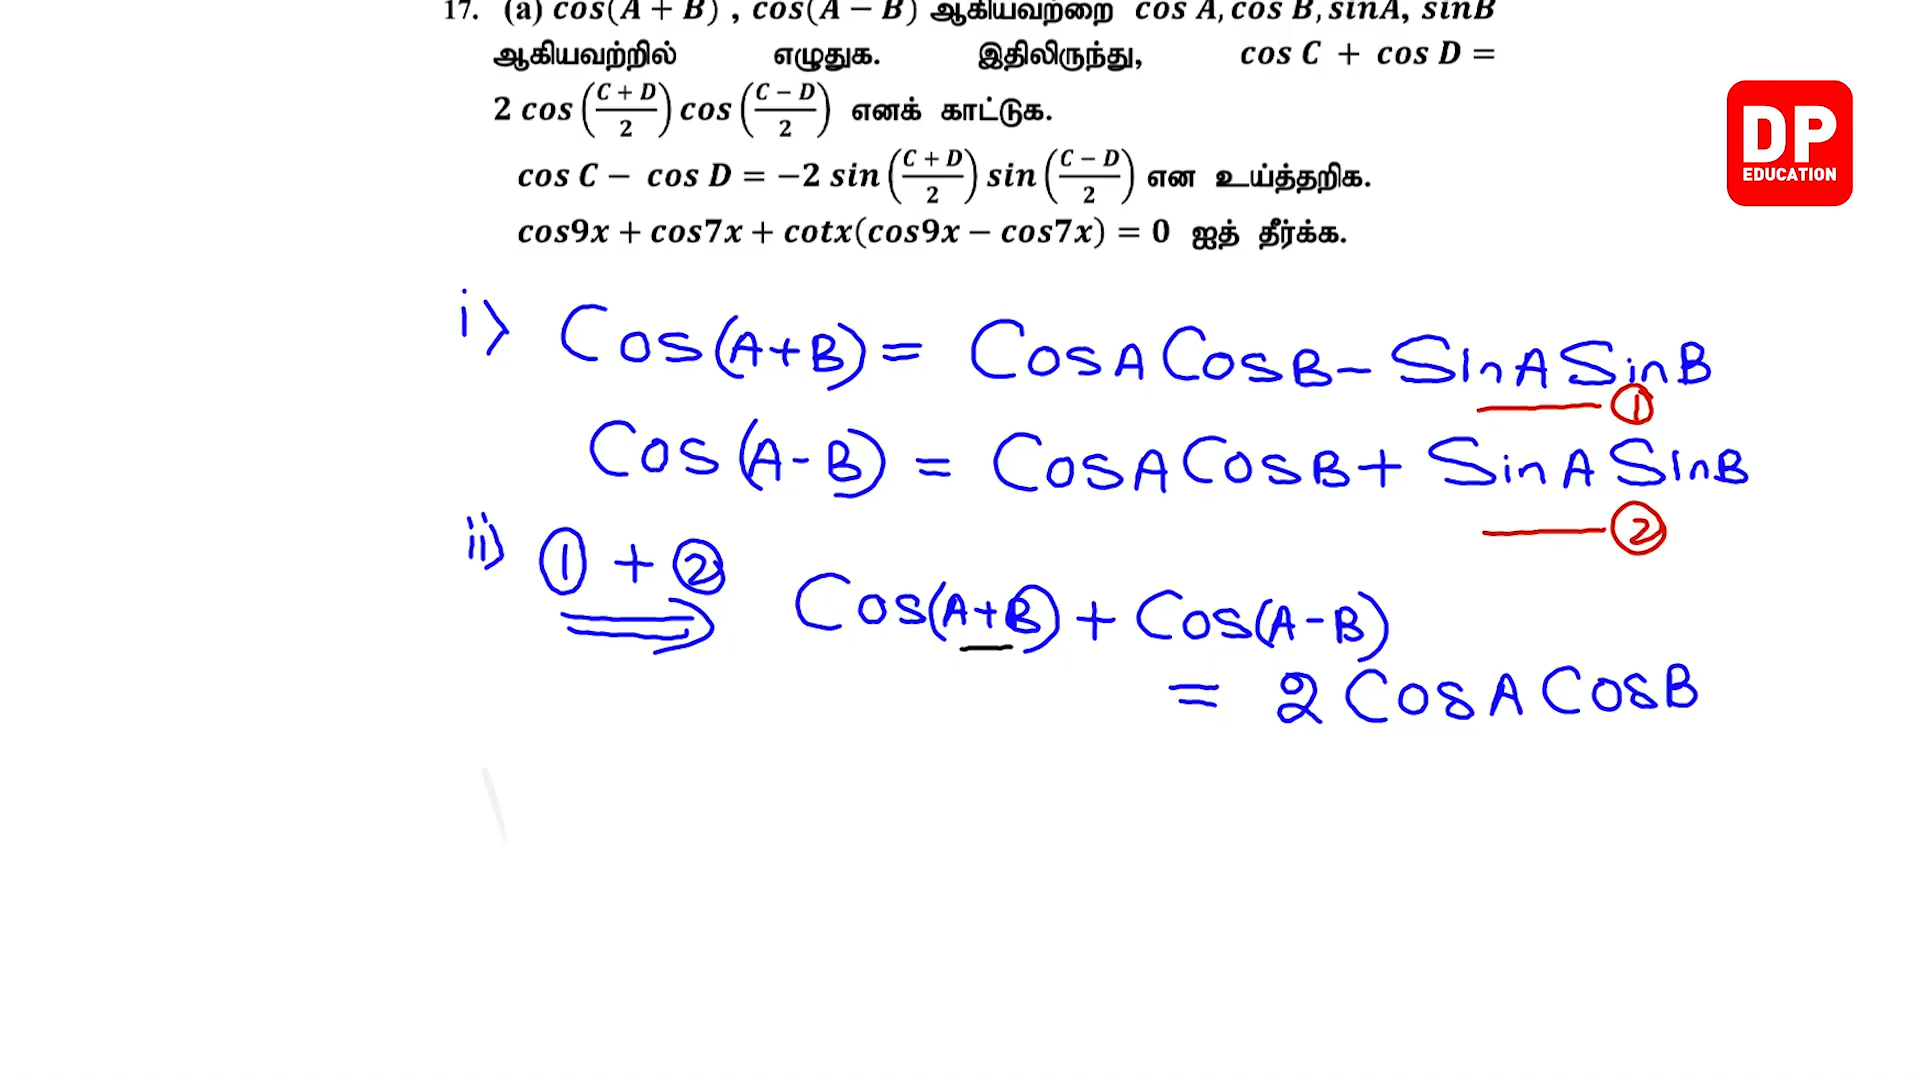 17. (a) cos(A + B) , cos(A − B) ஆகியவற்றை cos A, cos B, sinA, sinB
ஆகியவற்றில் எழுதுக. இதிலிருந்து, cos C + cos D =
2 cos ((C + D)/2) cos ((C − D)/2) எனக் காட்டுக.
cos C − cos D = −2 sin ((C + D)/2) sin ((C − D)/2) என உய்த்தறிக.
cos9x + cos7x + cotx(cos9x − cos7x) = 0 ஐத் தீர்க்க.
DP
EDUCATION
i) Cos(A+B) = CosA CosB − SinA SinB
①
Cos(A-B) = CosA CosB + SinA SinB
②
ii) ① + ②
Cos(A+B) + Cos(A-B)
= 2 CosA CosB